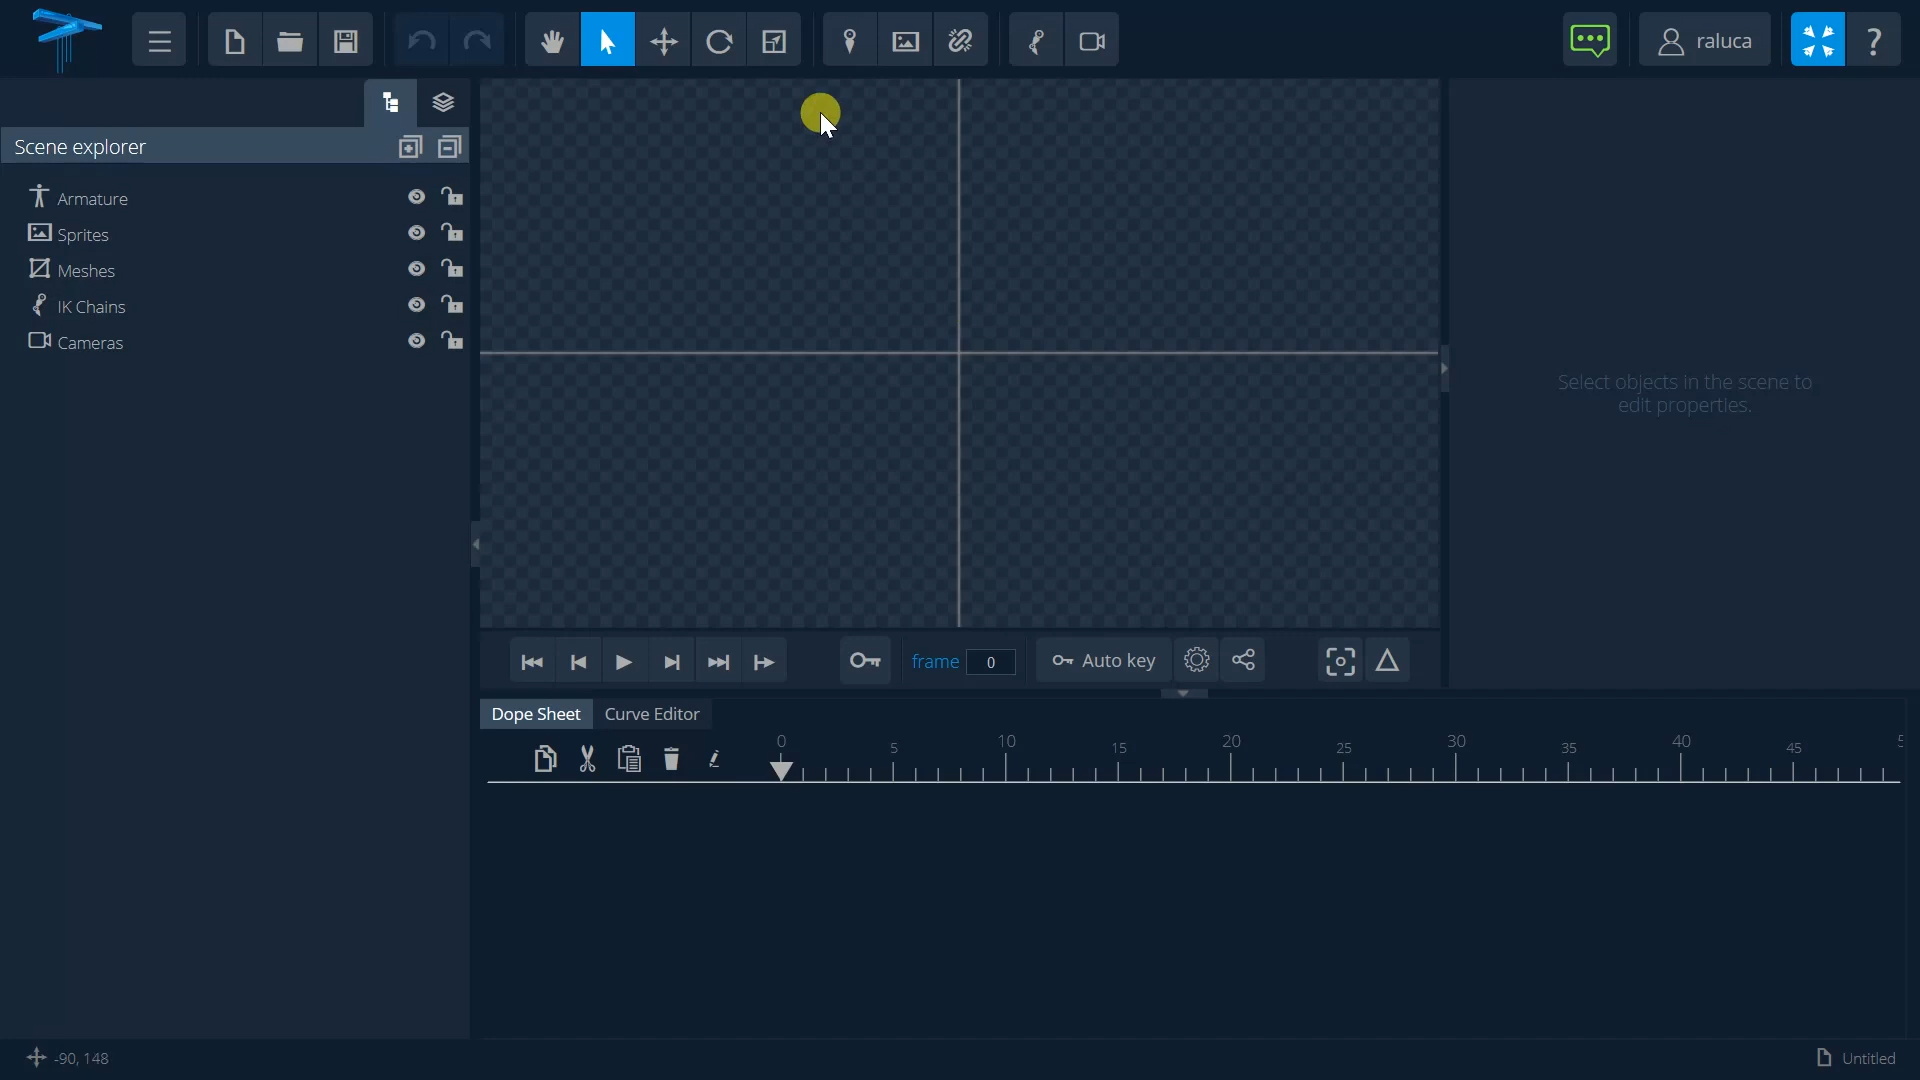 raluca
?
Scene explorer
Armature
Sprites
Meshes
IK Chains
Cameras
Select objects in the scene to
edit properties.
frame 0
Auto key
Dope Sheet Curve Editor
0 5 10 15 20 25 30 35 40 45
-90, 148
Untitled